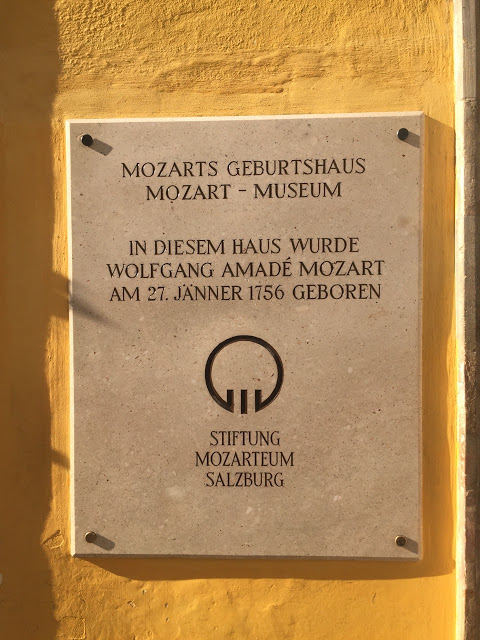 MOZARTS GEBURTSHAUS
MOZART - MUSEUM
IN DIESEM HAUS WURDE
WOLFGANG AMADÉ MOZART
AM 27. JÄNNER 1756 GEBOREN
STIFTUNG
MOZARTEUM
SALZBURG